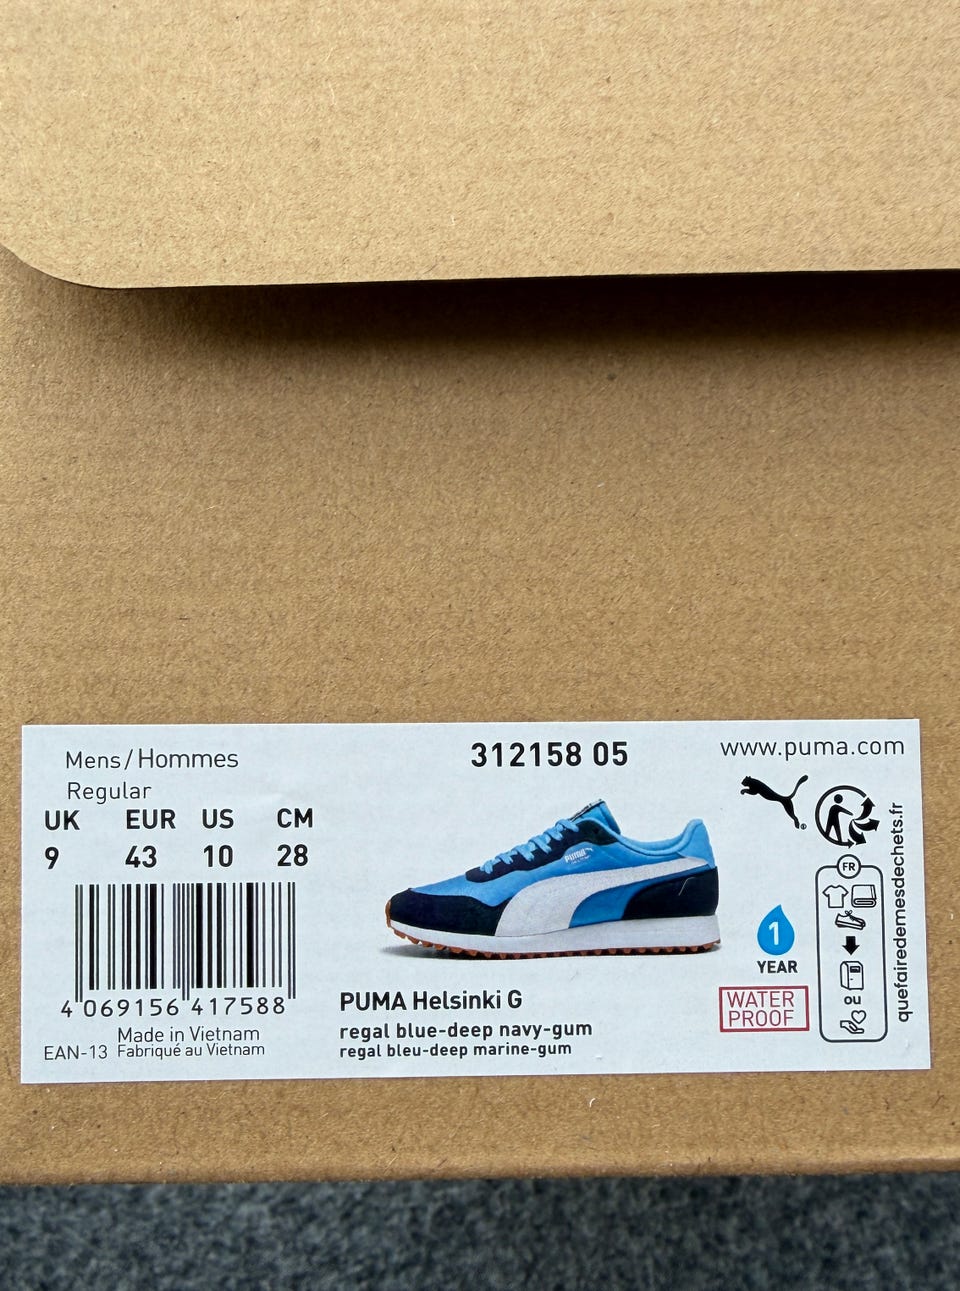 Mens/Hommes
Regular
UK EUR US CM
9 43 10 28
4 069156 417588
Made in Vietnam
EAN-13 Fabriqué au Vietnam
312158 05
PUMA
PUMA Helsinki G
regal blue-deep navy-gum
regal bleu-deep marine-gum
www.puma.com
1
YEAR
WATER
PROOF
FR
OU
quefairedemesdechets.fr